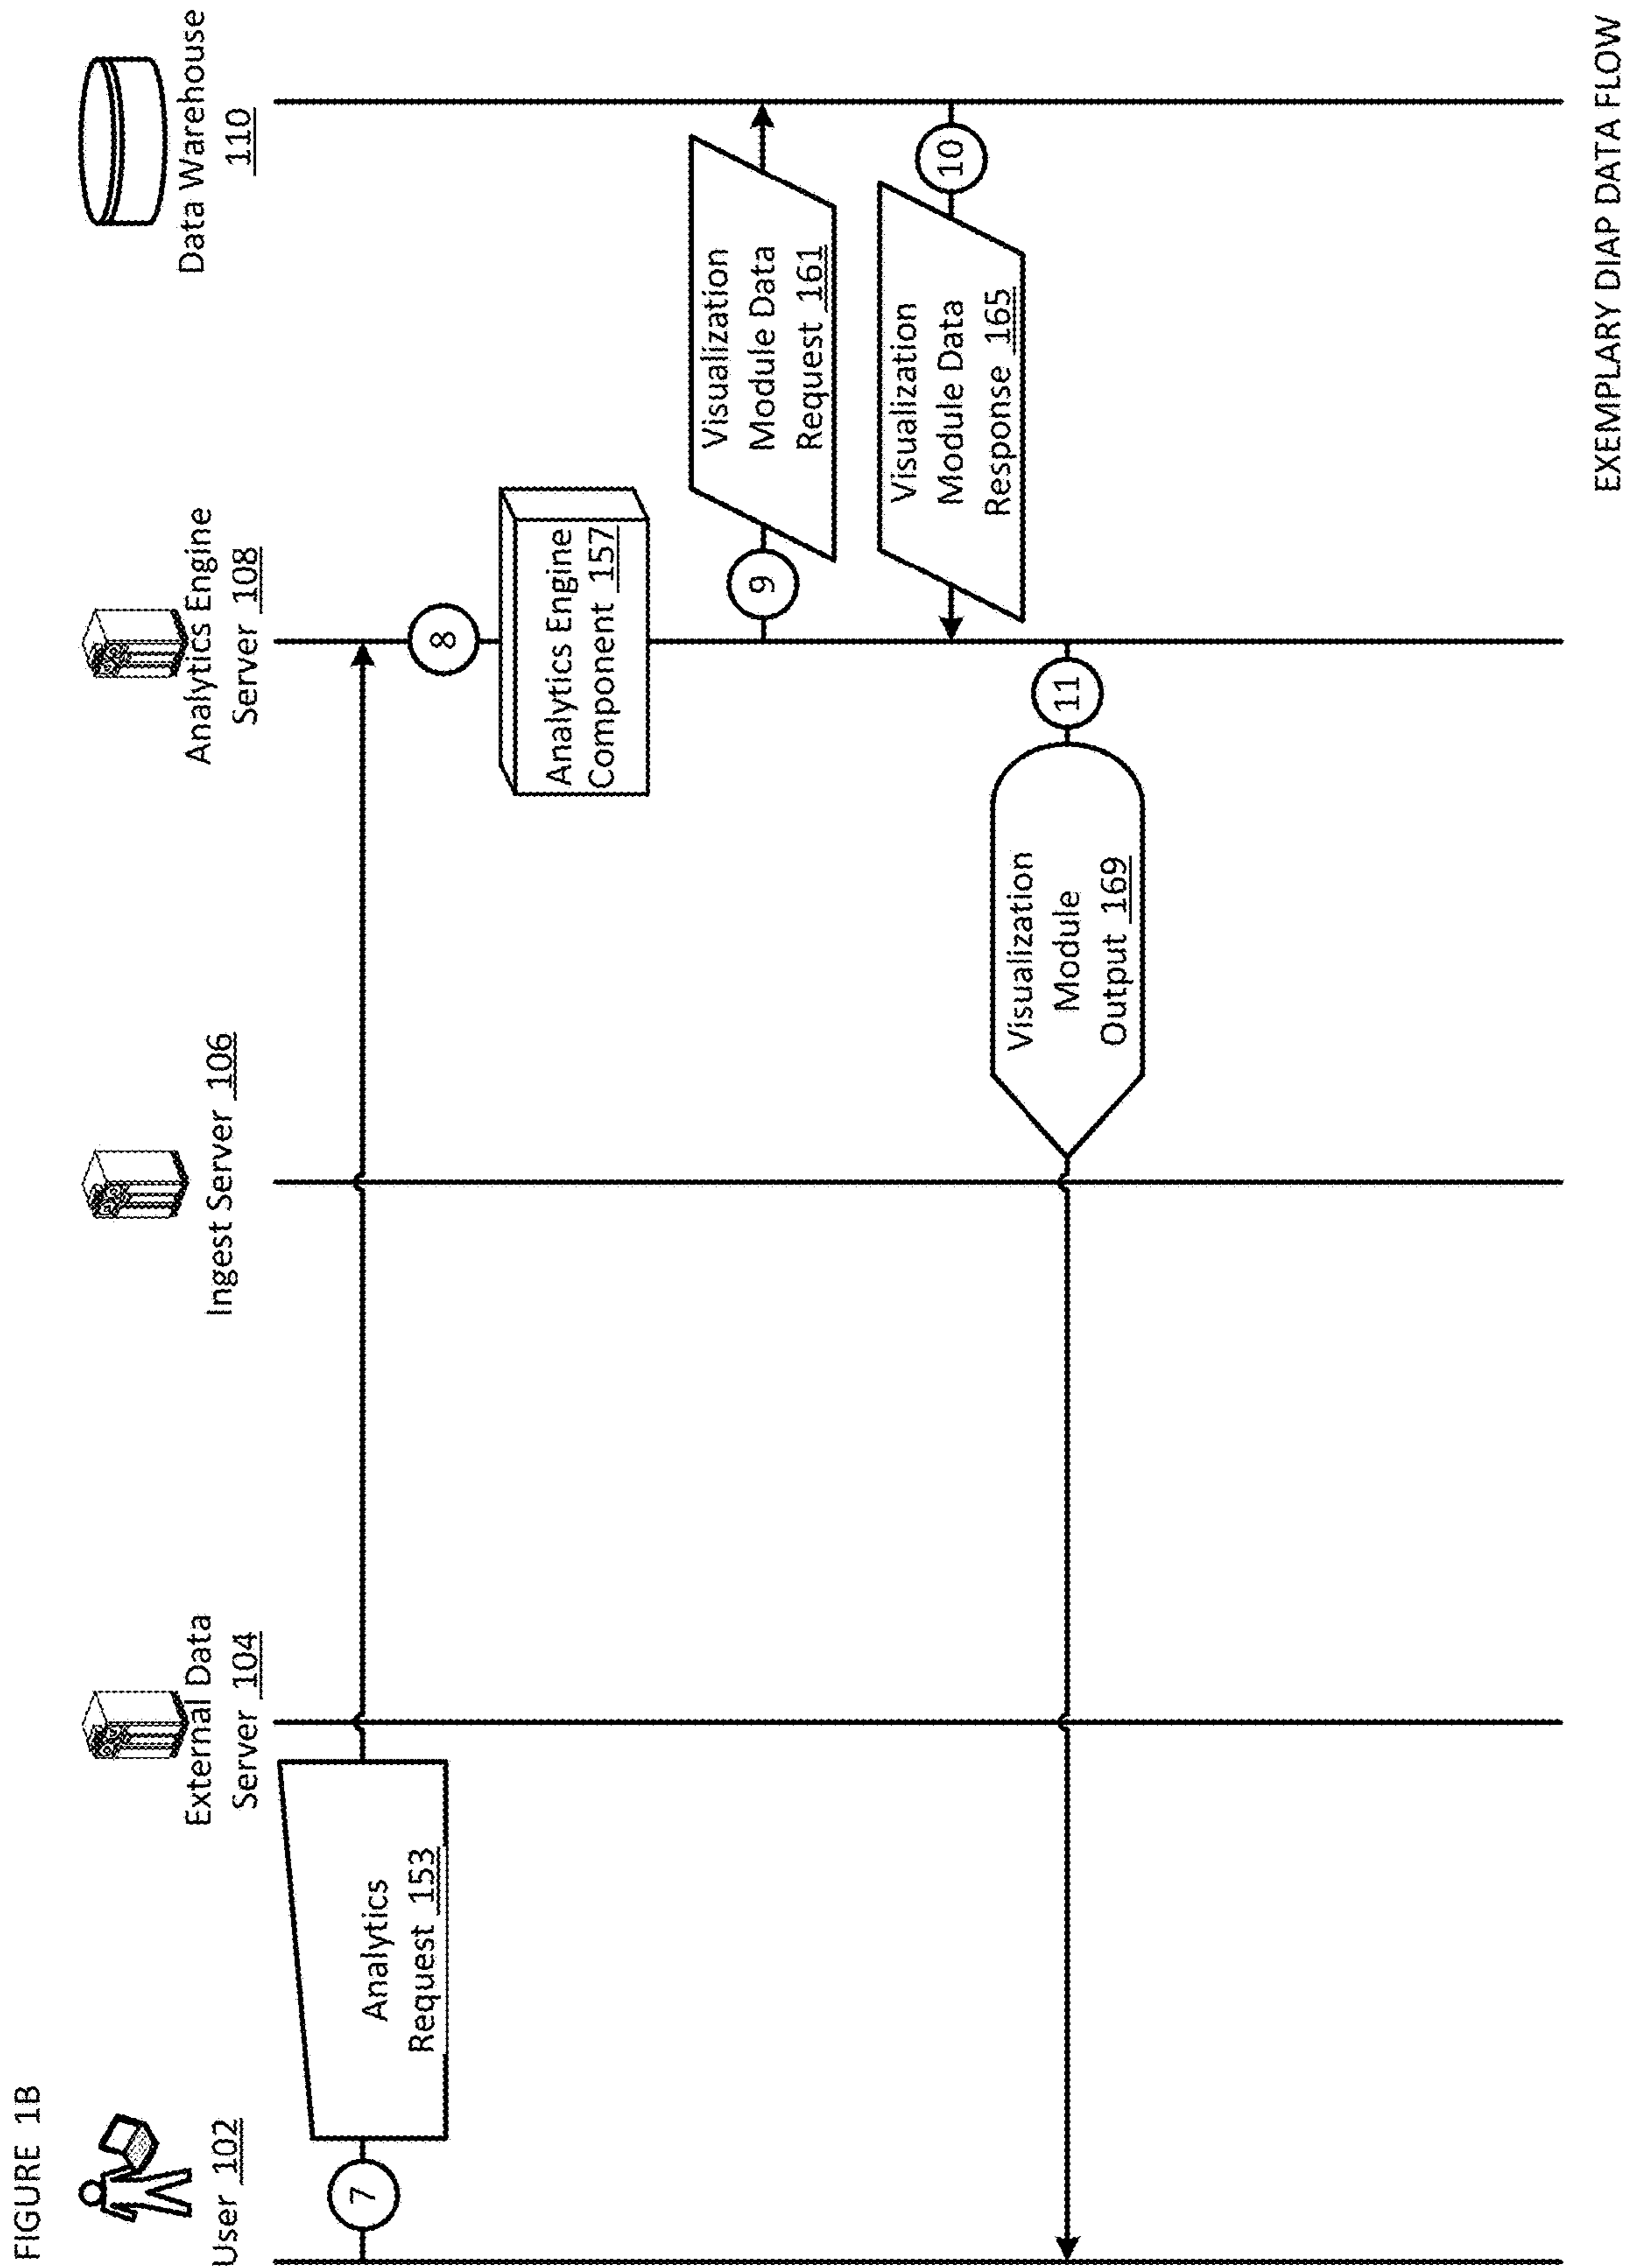 FIGURE 1B
User 102
External Data
Server 104
Ingest Server 106
Analytics Engine
Server 108
Data Warehouse
110
7
Analytics
Request 153
8
Analytics Engine
Component 157
9
Visualization
Module Data
Request 161
10
Visualization
Module Data
Response 165
11
Visualization
Module
Output 169
EXEMPLARY DIAP DATA FLOW